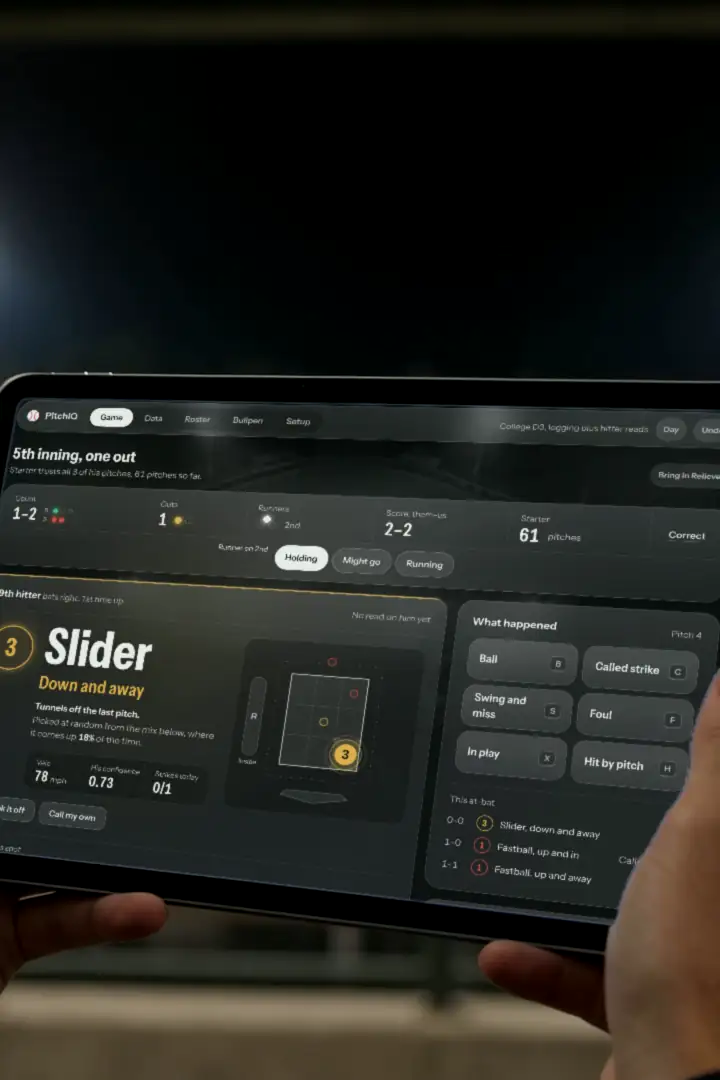 PitchIQ
Game
Data
Roster
Bullpen
Setup
College D3, logging plus hitter reads
Day
5th inning, one out
Starter trusts all 3 of his pitches, 61 pitches so far.
Bring in
Count
1-2
Outs
1
Runners
2nd
Score, them-us
2-2
Starter
61 pitches
Correct
Runner on 2nd
Holding
Might go
Running
9th hitter bats right. 1st time up
No read on him yet
3
Slider
Down and away
Tunnels off the last pitch.
Picked at random from the mix below, where
it comes up 18% of the time.
78 mph
His confidence
0.73
0/1
it off
Call my own
spot
R
Inside
3
What happened
Pitch 4
Ball
B
Called strike
C
Swing and
miss
S
Foul
F
In play
X
Hit by pitch
H
This at-bat
0-0
3
Slider, down and away
1-0
1
Fastball, up and in
1-1
1
Fastball, up and away